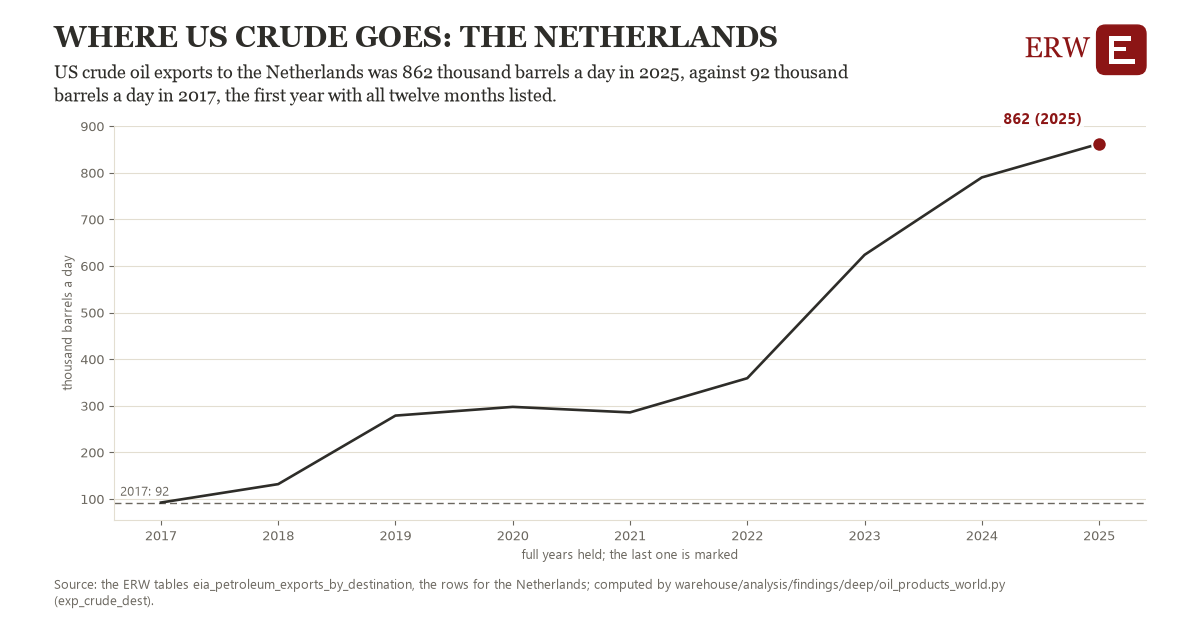 WHERE US CRUDE GOES: THE NETHERLANDS
ERW E
US crude oil exports to the Netherlands was 862 thousand barrels a day in 2025, against 92 thousand
barrels a day in 2017, the first year with all twelve months listed.
862 (2025)
900
800
700
600
500
400
300
200
100
thousand barrels a day
2017: 92
2017 2018 2019 2020 2021 2022 2023 2024 2025
full years held; the last one is marked
Source: the ERW tables eia_petroleum_exports_by_destination, the rows for the Netherlands; computed by warehouse/analysis/findings/deep/oil_products_world.py
(exp_crude_dest).